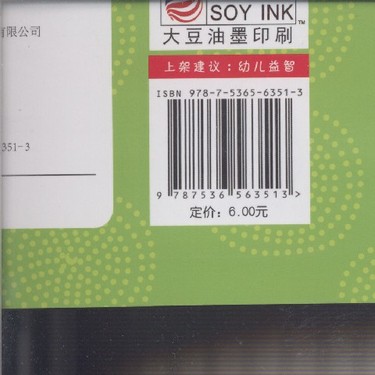 SOY INK
TM
大豆油墨印刷
有限公司
上架建议：幼儿益智
ISBN 978-7-5365-6351-3
351-3
9 787536 563513 >
定价：6.00元